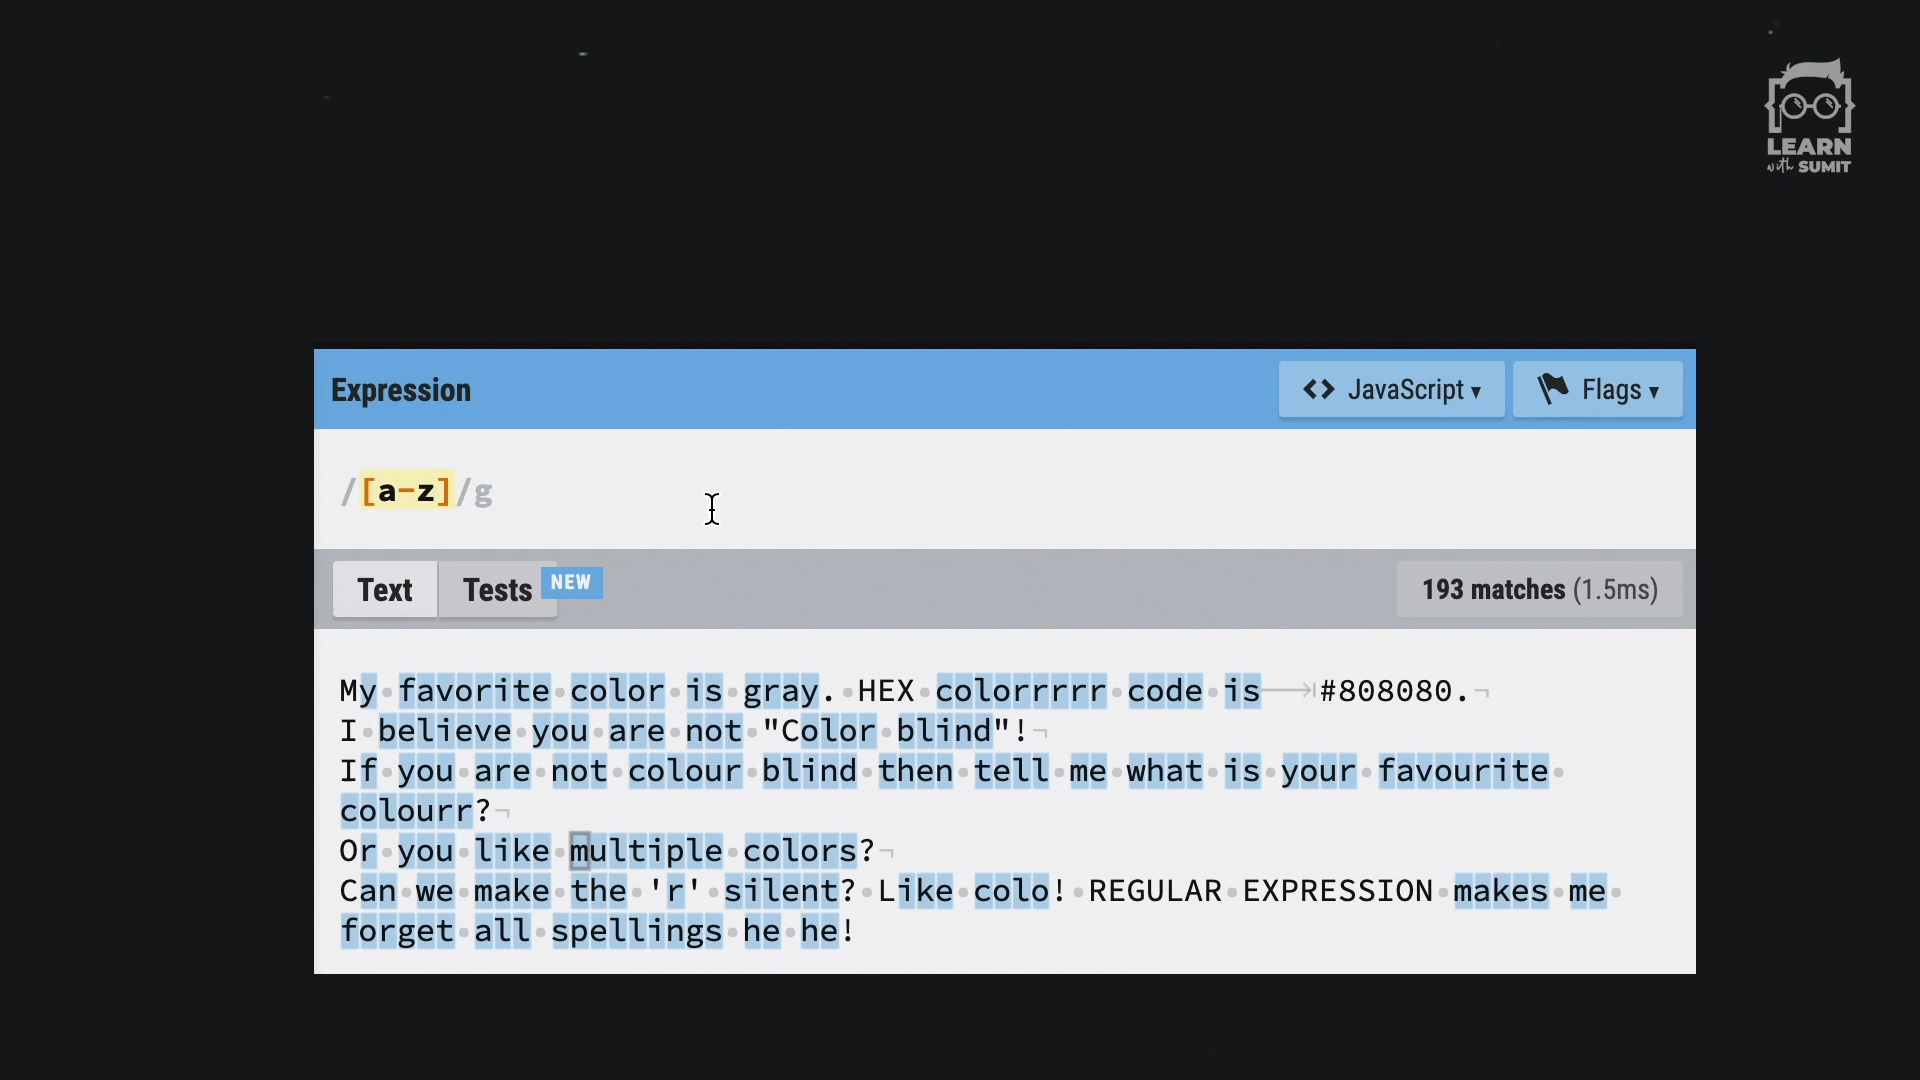 LEARN
with SUMIT
Expression
<> JavaScript ▾
Flags ▾
/[a-z]/g
Text
Tests
NEW
193 matches (1.5ms)
My favorite color is gray. HEX colorrrrr code is #808080.
I believe you are not "Color blind"!
If you are not colour blind then tell me what is your favourite
colourr?
Or you like multiple colors?
Can we make the 'r' silent? Like colo! REGULAR EXPRESSION makes me
forget all spellings he he!